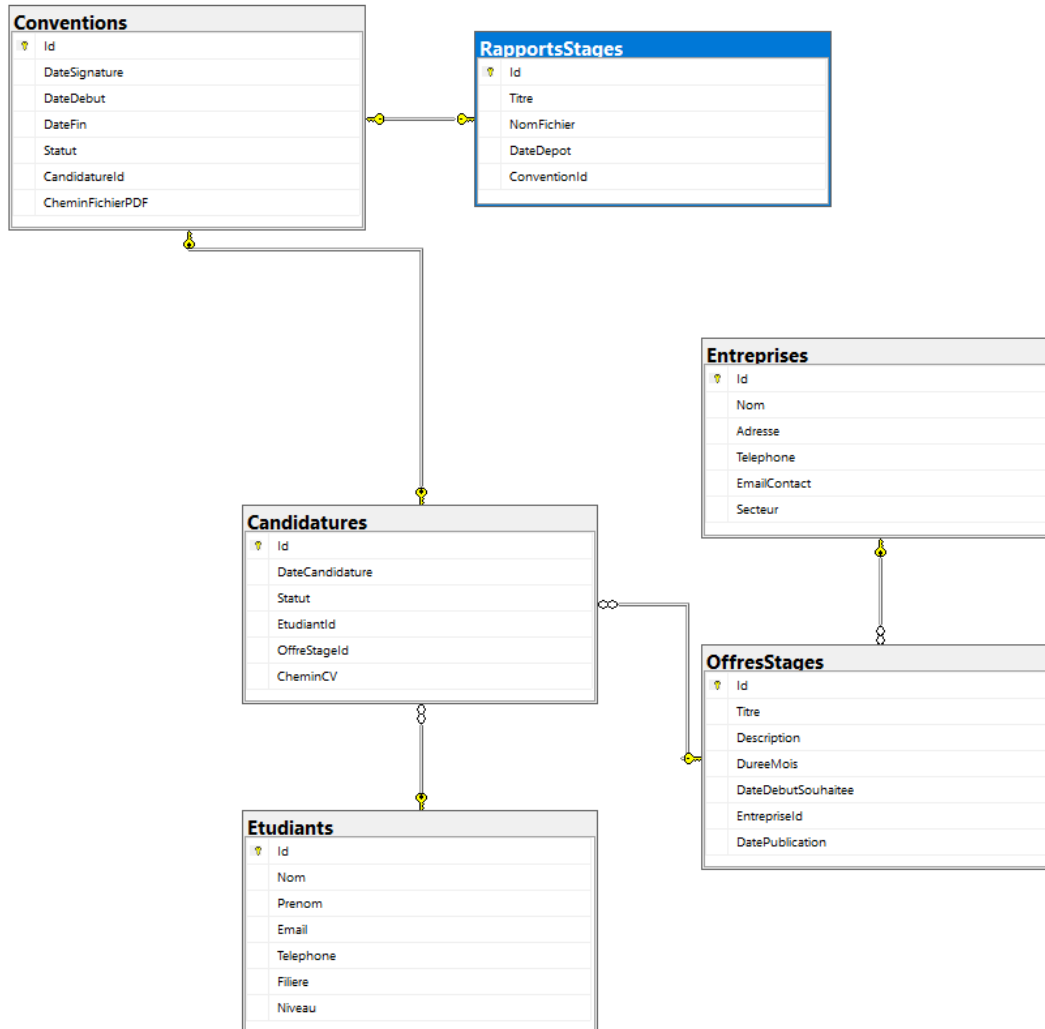 Conventions
Id
DateSignature
DateDebut
DateFin
Statut
CandidatureId
CheminFichierPDF
RapportsStages
Id
Titre
NomFichier
DateDepot
ConventionId
Entreprises
Id
Nom
Adresse
Telephone
EmailContact
Secteur
Candidatures
Id
DateCandidature
Statut
EtudiantId
OffreStageId
CheminCV
OffresStages
Id
Titre
Description
DureeMois
DateDebutSouhaitee
EntrepriseId
DatePublication
Etudiants
Id
Nom
Prenom
Email
Telephone
Filiere
Niveau